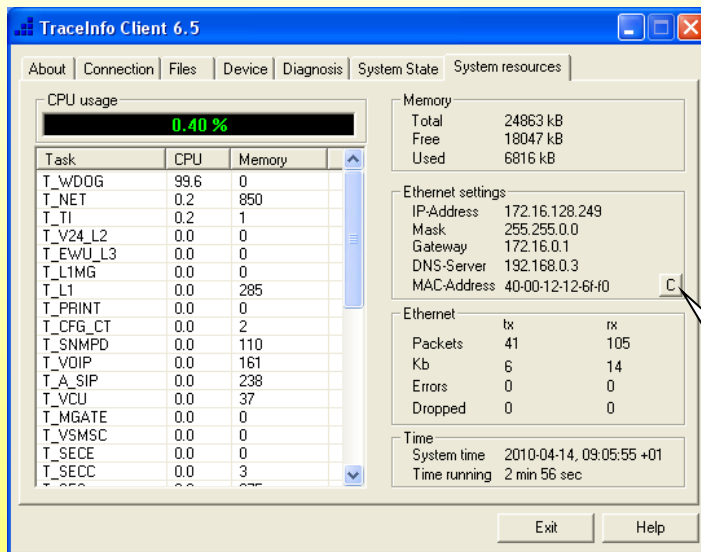 TraceInfo Client 6.5
About Connection Files Device Diagnosis System State System resources
CPU usage
0.40 %
Task CPU Memory
T_WDOG 99.6 0
T_NET 0.2 850
T_TI 0.2 1
T_V24_L2 0.0 0
T_EWU_L3 0.0 0
T_L1MG 0.0 0
T_L1 0.0 285
T_PRINT 0.0 0
T_CFG_CT 0.0 2
T_SNMPD 0.0 110
T_VOIP 0.0 161
T_A_SIP 0.0 238
T_VCU 0.0 37
T_MGATE 0.0 0
T_VSMSC 0.0 0
T_SECE 0.0 0
T_SECC 0.0 3
Memory
Total 24863 kB
Free 18047 kB
Used 6816 kB
Ethernet settings
IP-Address 172.16.128.249
Mask 255.255.0.0
Gateway 172.16.0.1
DNS-Server 192.168.0.3
MAC-Address 40-00-12-12-6f-f0 C
Ethernet
tx rx
Packets 41 105
Kb 6 14
Errors 0 0
Dropped 0 0
Time
System time 2010-04-14, 09:05:55 +01
Time running 2 min 56 sec
Exit Help